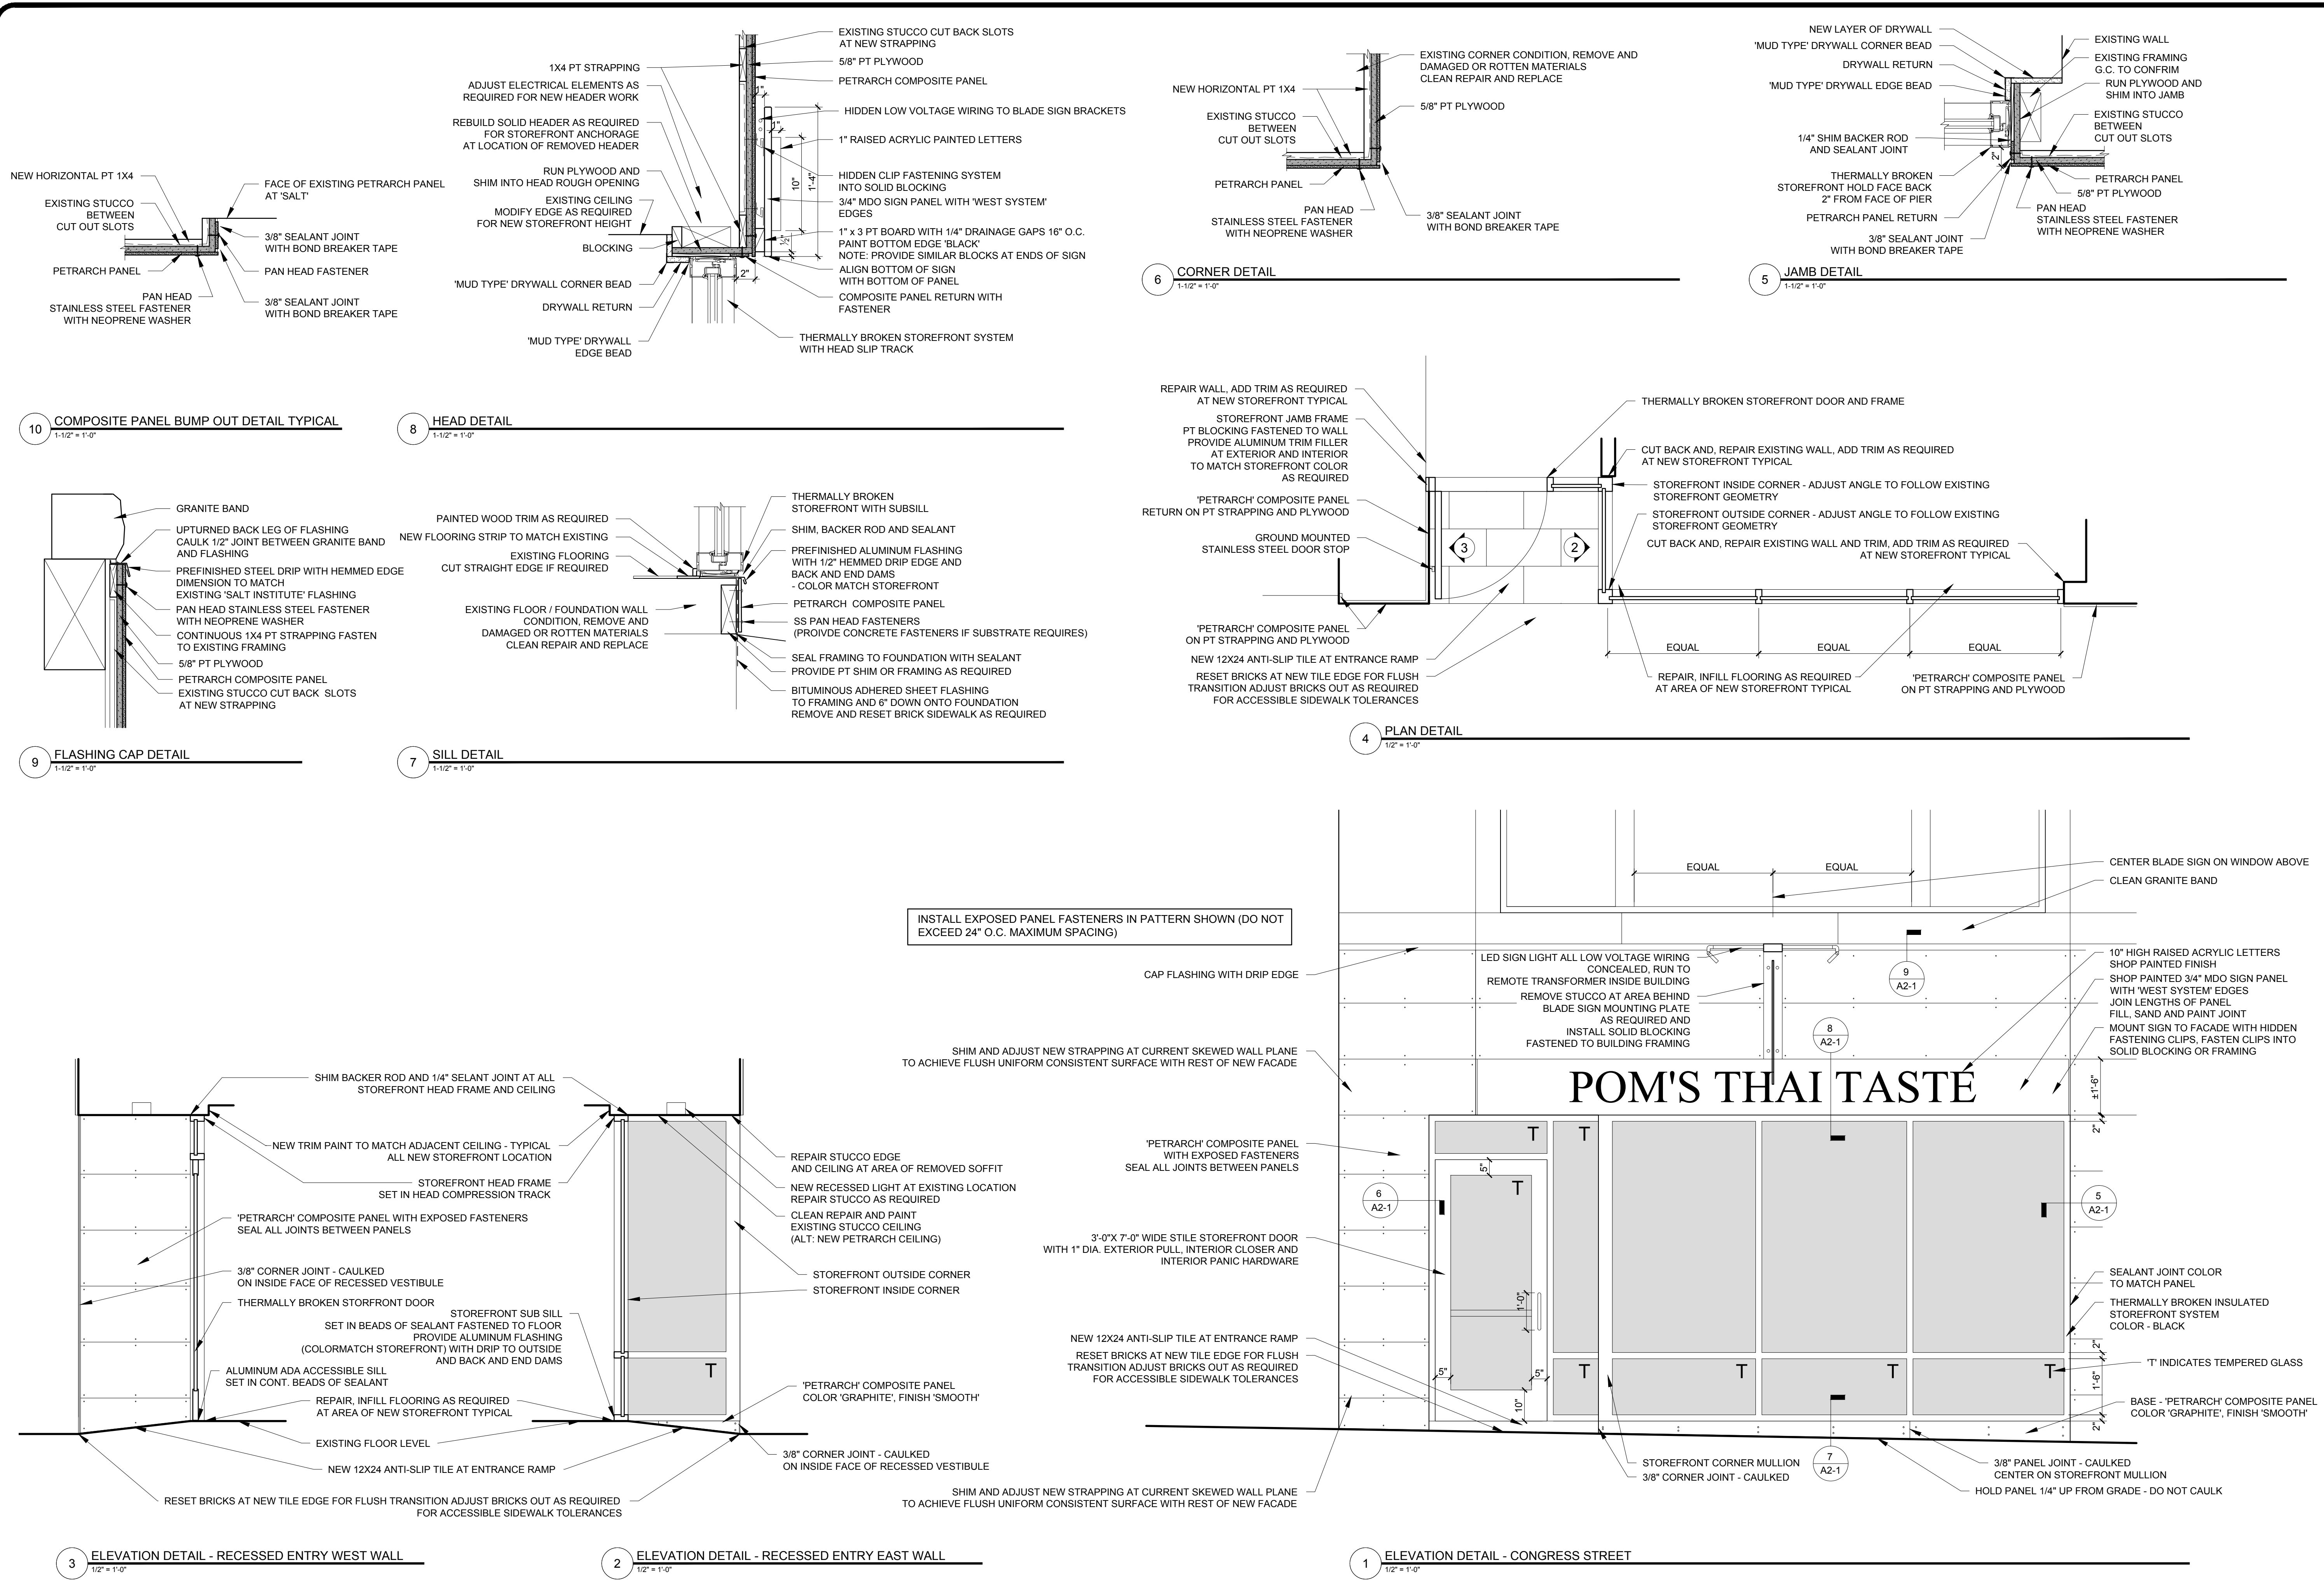 EXISTING STUCCO CUT BACK SLOTS
AT NEW STRAPPING
5/8" PT PLYWOOD
PETRARCH COMPOSITE PANEL
1X4 PT STRAPPING
ADJUST ELECTRICAL ELEMENTS AS
REQUIRED FOR NEW HEADER WORK
REBUILD SOLID HEADER AS REQUIRED
FOR STOREFRONT ANCHORAGE
AT LOCATION OF REMOVED HEADER
RUN PLYWOOD AND
SHIM INTO HEAD ROUGH OPENING
EXISTING CEILING
MODIFY EDGE AS REQUIRED
FOR NEW STOREFRONT HEIGHT
BLOCKING
'MUD TYPE' DRYWALL CORNER BEAD
DRYWALL RETURN
'MUD TYPE' DRYWALL
EDGE BEAD
1"
1"
10"
1'-4"
1/2"
2"
HIDDEN LOW VOLTAGE WIRING TO BLADE SIGN BRACKETS
1" RAISED ACRYLIC PAINTED LETTERS
HIDDEN CLIP FASTENING SYSTEM
INTO SOLID BLOCKING
3/4" MDO SIGN PANEL WITH 'WEST SYSTEM'
EDGES
1" x 3 PT BOARD WITH 1/4" DRAINAGE GAPS 16" O.C.
PAINT BOTTOM EDGE 'BLACK'
NOTE: PROVIDE SIMILAR BLOCKS AT ENDS OF SIGN
ALIGN BOTTOM OF SIGN
WITH BOTTOM OF PANEL
COMPOSITE PANEL RETURN WITH
FASTENER
THERMALLY BROKEN STOREFRONT SYSTEM
WITH HEAD SLIP TRACK
8
HEAD DETAIL
1-1/2" = 1'-0"
NEW HORIZONTAL PT 1X4
EXISTING STUCCO
BETWEEN
CUT OUT SLOTS
PETRARCH PANEL
PAN HEAD
STAINLESS STEEL FASTENER
WITH NEOPRENE WASHER
FACE OF EXISTING PETRARCH PANEL
AT 'SALT'
3/8" SEALANT JOINT
WITH BOND BREAKER TAPE
PAN HEAD FASTENER
3/8" SEALANT JOINT
WITH BOND BREAKER TAPE
10
COMPOSITE PANEL BUMP OUT DETAIL TYPICAL
1-1/2" = 1'-0"
NEW HORIZONTAL PT 1X4
EXISTING STUCCO
BETWEEN
CUT OUT SLOTS
PETRARCH PANEL
PAN HEAD
STAINLESS STEEL FASTENER
WITH NEOPRENE WASHER
EXISTING CORNER CONDITION, REMOVE AND
DAMAGED OR ROTTEN MATERIALS
CLEAN REPAIR AND REPLACE
5/8" PT PLYWOOD
3/8" SEALANT JOINT
WITH BOND BREAKER TAPE
6
CORNER DETAIL
1-1/2" = 1'-0"
NEW LAYER OF DRYWALL
'MUD TYPE' DRYWALL CORNER BEAD
DRYWALL RETURN
'MUD TYPE' DRYWALL EDGE BEAD
1/4" SHIM BACKER ROD
AND SEALANT JOINT
THERMALLY BROKEN
STOREFRONT HOLD FACE BACK
2" FROM FACE OF PIER
PETRARCH PANEL RETURN
3/8" SEALANT JOINT
WITH BOND BREAKER TAPE
2"
EXISTING WALL
EXISTING FRAMING
G.C. TO CONFRIM
RUN PLYWOOD AND
SHIM INTO JAMB
EXISTING STUCCO
BETWEEN
CUT OUT SLOTS
PETRARCH PANEL
5/8" PT PLYWOOD
PAN HEAD
STAINLESS STEEL FASTENER
WITH NEOPRENE WASHER
5
JAMB DETAIL
1-1/2" = 1'-0"
GRANITE BAND
UPTURNED BACK LEG OF FLASHING
CAULK 1/2" JOINT BETWEEN GRANITE BAND
AND FLASHING
PREFINISHED STEEL DRIP WITH HEMMED EDGE
DIMENSION TO MATCH
EXISTING 'SALT INSTITUTE' FLASHING
PAN HEAD STAINLESS STEEL FASTENER
WITH NEOPRENE WASHER
CONTINUOUS 1X4 PT STRAPPING FASTEN
TO EXISTING FRAMING
5/8" PT PLYWOOD
PETRARCH COMPOSITE PANEL
EXISTING STUCCO CUT BACK SLOTS
AT NEW STRAPPING
9
FLASHING CAP DETAIL
1-1/2" = 1'-0"
PAINTED WOOD TRIM AS REQUIRED
NEW FLOORING STRIP TO MATCH EXISTING
EXISTING FLOORING
CUT STRAIGHT EDGE IF REQUIRED
EXISTING FLOOR / FOUNDATION WALL
CONDITION, REMOVE AND
DAMAGED OR ROTTEN MATERIALS
CLEAN REPAIR AND REPLACE
THERMALLY BROKEN
STOREFRONT WITH SUBSILL
SHIM, BACKER ROD AND SEALANT
PREFINISHED ALUMINUM FLASHING
WITH 1/2" HEMMED DRIP EDGE AND
BACK AND END DAMS
- COLOR MATCH STOREFRONT
PETRARCH COMPOSITE PANEL
SS PAN HEAD FASTENERS
(PROIVDE CONCRETE FASTENERS IF SUBSTRATE REQUIRES)
SEAL FRAMING TO FOUNDATION WITH SEALANT
PROVIDE PT SHIM OR FRAMING AS REQUIRED
BITUMINOUS ADHERED SHEET FLASHING
TO FRAMING AND 6" DOWN ONTO FOUNDATION
REMOVE AND RESET BRICK SIDEWALK AS REQUIRED
7
SILL DETAIL
1-1/2" = 1'-0"
REPAIR WALL, ADD TRIM AS REQUIRED
AT NEW STOREFRONT TYPICAL
STOREFRONT JAMB FRAME
PT BLOCKING FASTENED TO WALL
PROVIDE ALUMINUM TRIM FILLER
AT EXTERIOR AND INTERIOR
TO MATCH STOREFRONT COLOR
AS REQUIRED
'PETRARCH' COMPOSITE PANEL
RETURN ON PT STRAPPING AND PLYWOOD
GROUND MOUNTED
STAINLESS STEEL DOOR STOP
'PETRARCH' COMPOSITE PANEL
ON PT STRAPPING AND PLYWOOD
NEW 12X24 ANTI-SLIP TILE AT ENTRANCE RAMP
RESET BRICKS AT NEW TILE EDGE FOR FLUSH
TRANSITION ADJUST BRICKS OUT AS REQUIRED
FOR ACCESSIBLE SIDEWALK TOLERANCES
3
2
THERMALLY BROKEN STOREFRONT DOOR AND FRAME
CUT BACK AND, REPAIR EXISTING WALL, ADD TRIM AS REQUIRED
AT NEW STOREFRONT TYPICAL
STOREFRONT INSIDE CORNER - ADJUST ANGLE TO FOLLOW EXISTING
STOREFRONT GEOMETRY
STOREFRONT OUTSIDE CORNER - ADJUST ANGLE TO FOLLOW EXISTING
STOREFRONT GEOMETRY
CUT BACK AND, REPAIR EXISTING WALL AND TRIM, ADD TRIM AS REQUIRED
AT NEW STOREFRONT TYPICAL
EQUAL
EQUAL
EQUAL
REPAIR, INFILL FLOORING AS REQUIRED
AT AREA OF NEW STOREFRONT TYPICAL
'PETRARCH' COMPOSITE PANEL
ON PT STRAPPING AND PLYWOOD
4
PLAN DETAIL
1/2" = 1'-0"
INSTALL EXPOSED PANEL FASTENERS IN PATTERN SHOWN (DO NOT
EXCEED 24" O.C. MAXIMUM SPACING)
SHIM BACKER ROD AND 1/4" SELANT JOINT AT ALL
STOREFRONT HEAD FRAME AND CEILING
NEW TRIM PAINT TO MATCH ADJACENT CEILING - TYPICAL
ALL NEW STOREFRONT LOCATION
STOREFRONT HEAD FRAME
SET IN HEAD COMPRESSION TRACK
'PETRARCH' COMPOSITE PANEL WITH EXPOSED FASTENERS
SEAL ALL JOINTS BETWEEN PANELS
3/8" CORNER JOINT - CAULKED
ON INSIDE FACE OF RECESSED VESTIBULE
THERMALLY BROKEN STORFRONT DOOR
STOREFRONT SUB SILL
SET IN BEADS OF SEALANT FASTENED TO FLOOR
PROVIDE ALUMINUM FLASHING
(COLORMATCH STOREFRONT) WITH DRIP TO OUTSIDE
AND BACK AND END DAMS
ALUMINUM ADA ACCESSIBLE SILL
SET IN CONT. BEADS OF SEALANT
REPAIR, INFILL FLOORING AS REQUIRED
AT AREA OF NEW STOREFRONT TYPICAL
EXISTING FLOOR LEVEL
NEW 12X24 ANTI-SLIP TILE AT ENTRANCE RAMP
RESET BRICKS AT NEW TILE EDGE FOR FLUSH TRANSITION ADJUST BRICKS OUT AS REQUIRED
FOR ACCESSIBLE SIDEWALK TOLERANCES
3
ELEVATION DETAIL - RECESSED ENTRY WEST WALL
1/2" = 1'-0"
T
REPAIR STUCCO EDGE
AND CEILING AT AREA OF REMOVED SOFFIT
NEW RECESSED LIGHT AT EXISTING LOCATION
REPAIR STUCCO AS REQUIRED
CLEAN REPAIR AND PAINT
EXISTING STUCCO CEILING
(ALT: NEW PETRARCH CEILING)
STOREFRONT OUTSIDE CORNER
STOREFRONT INSIDE CORNER
'PETRARCH' COMPOSITE PANEL
COLOR 'GRAPHITE', FINISH 'SMOOTH'
3/8" CORNER JOINT - CAULKED
ON INSIDE FACE OF RECESSED VESTIBULE
2
ELEVATION DETAIL - RECESSED ENTRY EAST WALL
1/2" = 1'-0"
EQUAL
EQUAL
CENTER BLADE SIGN ON WINDOW ABOVE
CLEAN GRANITE BAND
CAP FLASHING WITH DRIP EDGE
LED SIGN LIGHT ALL LOW VOLTAGE WIRING
CONCEALED, RUN TO
REMOTE TRANSFORMER INSIDE BUILDING
REMOVE STUCCO AT AREA BEHIND
BLADE SIGN MOUNTING PLATE
AS REQUIRED AND
INSTALL SOLID BLOCKING
FASTENED TO BUILDING FRAMING
9
A2-1
8
A2-1
10" HIGH RAISED ACRYLIC LETTERS
SHOP PAINTED FINISH
SHOP PAINTED 3/4" MDO SIGN PANEL
WITH 'WEST SYSTEM' EDGES
JOIN LENGTHS OF PANEL
FILL, SAND AND PAINT JOINT
MOUNT SIGN TO FACADE WITH HIDDEN
FASTENING CLIPS, FASTEN CLIPS INTO
SOLID BLOCKING OR FRAMING
SHIM AND ADJUST NEW STRAPPING AT CURRENT SKEWED WALL PLANE
TO ACHIEVE FLUSH UNIFORM CONSISTENT SURFACE WITH REST OF NEW FACADE
POM'S THAI TASTE
±1'-6"
2"
'PETRARCH' COMPOSITE PANEL
WITH EXPOSED FASTENERS
SEAL ALL JOINTS BETWEEN PANELS
T
T
5"
T
6
A2-1
5
A2-1
3'-0"X 7'-0" WIDE STILE STOREFRONT DOOR
WITH 1" DIA. EXTERIOR PULL, INTERIOR CLOSER AND
INTERIOR PANIC HARDWARE
1'-0"
SEALANT JOINT COLOR
TO MATCH PANEL
THERMALLY BROKEN INSULATED
STOREFRONT SYSTEM
COLOR - BLACK
2"
NEW 12X24 ANTI-SLIP TILE AT ENTRANCE RAMP
RESET BRICKS AT NEW TILE EDGE FOR FLUSH
TRANSITION ADJUST BRICKS OUT AS REQUIRED
FOR ACCESSIBLE SIDEWALK TOLERANCES
5"
5"
10"
T
T
T
T
'T' INDICATES TEMPERED GLASS
1'-6"
BASE - 'PETRARCH' COMPOSITE PANEL
COLOR 'GRAPHITE', FINISH 'SMOOTH'
2"
STOREFRONT CORNER MULLION
3/8" CORNER JOINT - CAULKED
7
A2-1
3/8" PANEL JOINT - CAULKED
CENTER ON STOREFRONT MULLION
HOLD PANEL 1/4" UP FROM GRADE - DO NOT CAULK
SHIM AND ADJUST NEW STRAPPING AT CURRENT SKEWED WALL PLANE
TO ACHIEVE FLUSH UNIFORM CONSISTENT SURFACE WITH REST OF NEW FACADE
1
ELEVATION DETAIL - CONGRESS STREET
1/2" = 1'-0"